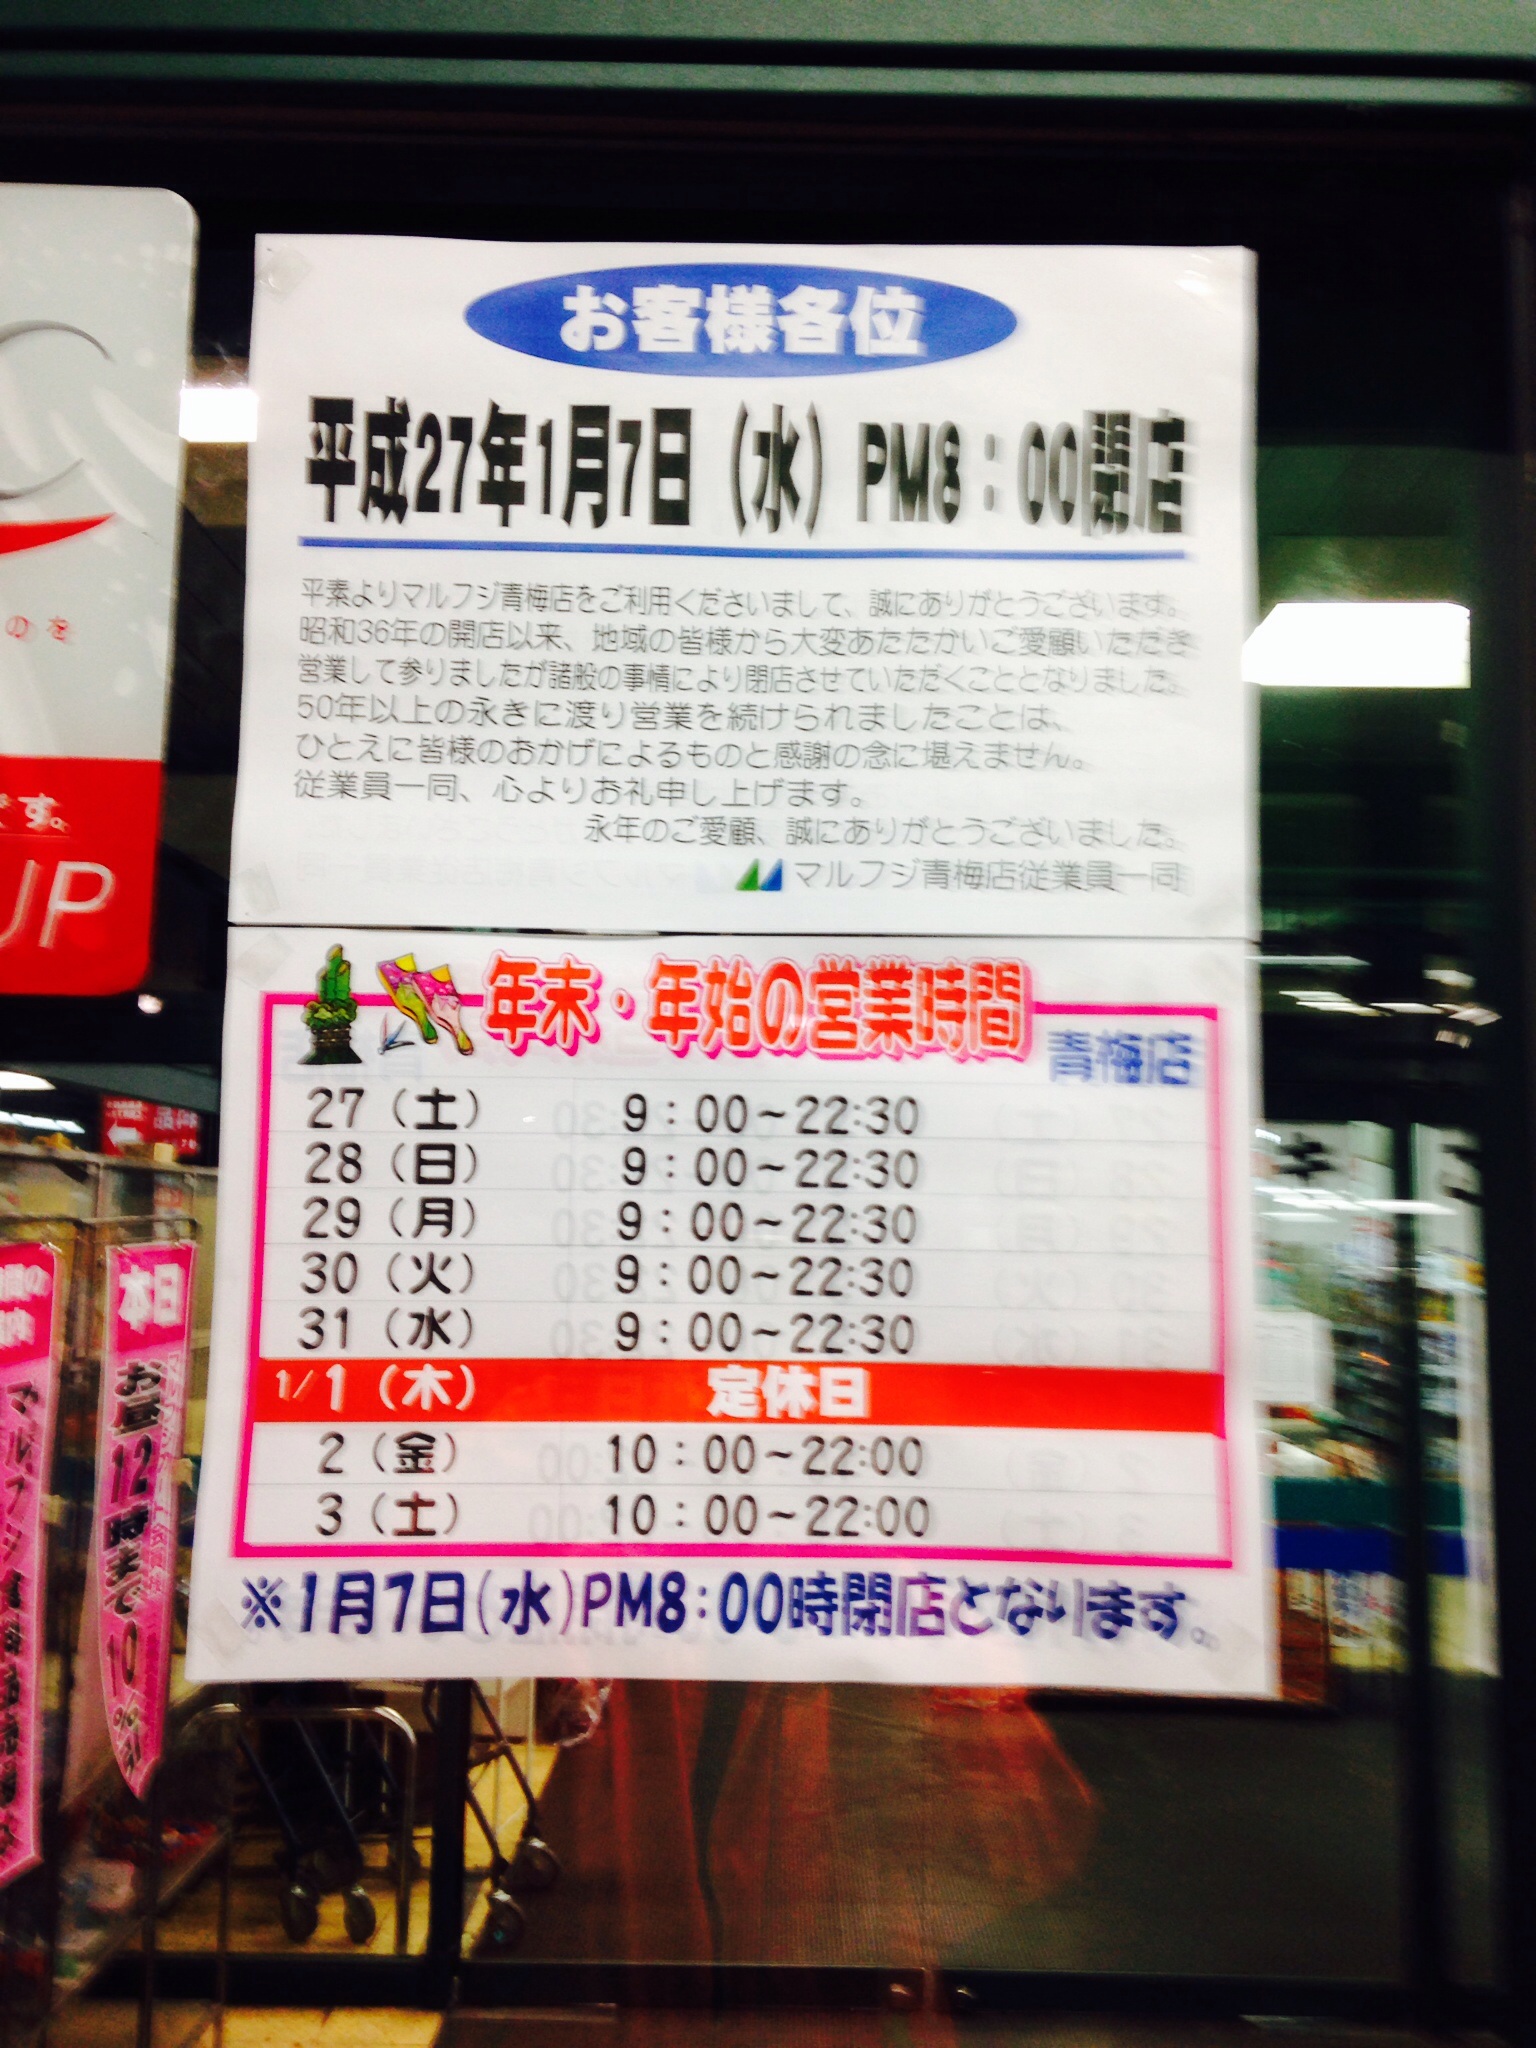 お客様各位
平成27年1月7日(水)PM8:00閉店
平素よりマルフジ青梅店をご利用くださいまして、誠にありがとうございます。
昭和36年の開店以来、地域の皆様から大変あたたかいご愛顧いただき
営業して参りましたが諸般の事情により閉店させていただくこととなりました。
50年以上の永きに渡り営業を続けられましたことは、
ひとえに皆様のおかげによるものと感謝の念に堪えません。
従業員一同、心よりお礼申し上げます。
永年のご愛顧、誠にありがとうございました。
マルフジ青梅店従業員一同
年末・年始の営業時間
青梅店
27(土) 9:00~22:30
28(日) 9:00~22:30
29(月) 9:00~22:30
30(火) 9:00~22:30
31(水) 9:00~22:30
1/1(木) 定休日
2(金) 10:00~22:00
3(土) 10:00~22:00
※1月7日(水)PM8:00時閉店となります。
のを
です。
UP
本日
お昼12時まで10%引
マルフジ